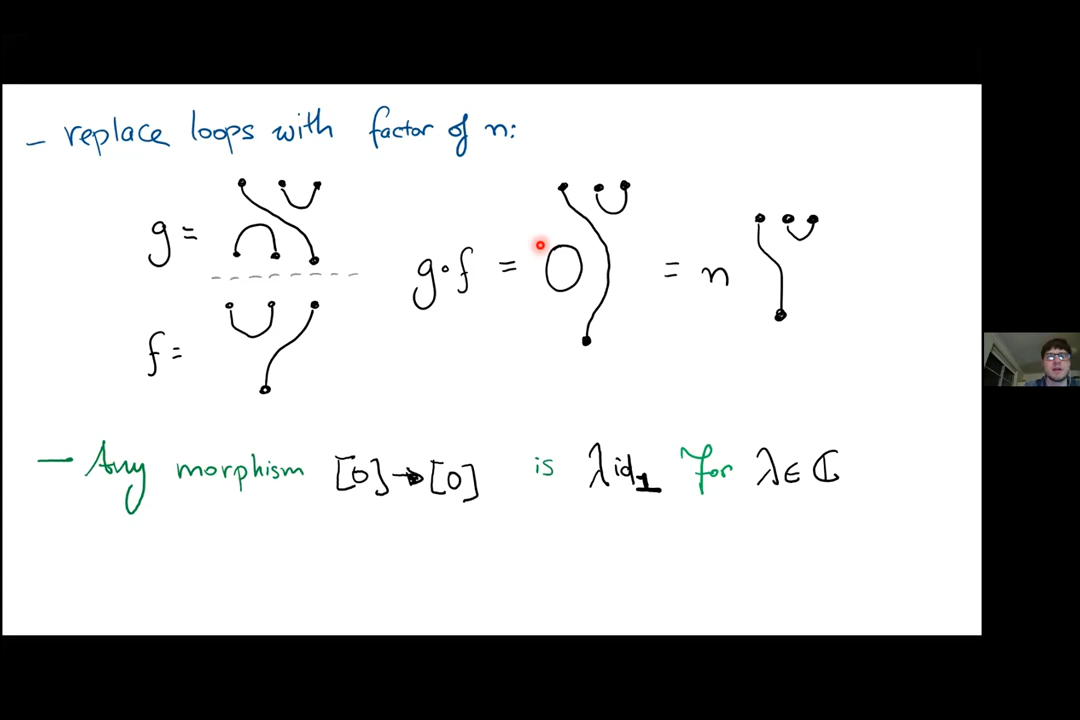 - replace loops with factor of n:
g =
g∘f = = n
f =
- Any morphism [0]→[0] is λid₁ for λ∈ℂ